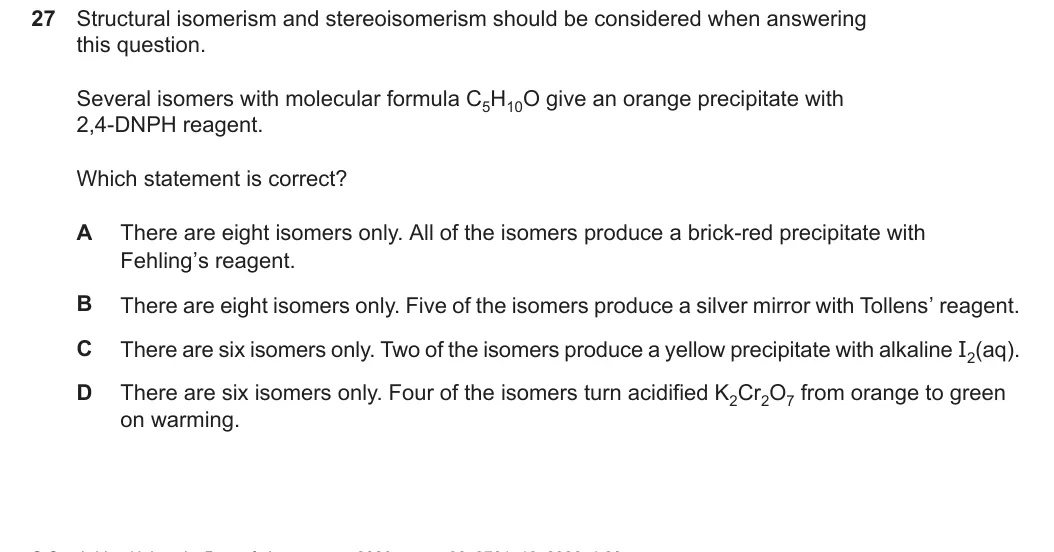 27 Structural isomerism and stereoisomerism should be considered when answering
this question.
Several isomers with molecular formula C₅H₁₀O give an orange precipitate with
2,4-DNPH reagent.
Which statement is correct?
A There are eight isomers only. All of the isomers produce a brick-red precipitate with
Fehling’s reagent.
B There are eight isomers only. Five of the isomers produce a silver mirror with Tollens’ reagent.
C There are six isomers only. Two of the isomers produce a yellow precipitate with alkaline I₂(aq).
D There are six isomers only. Four of the isomers turn acidified K₂Cr₂O₇ from orange to green
on warming.